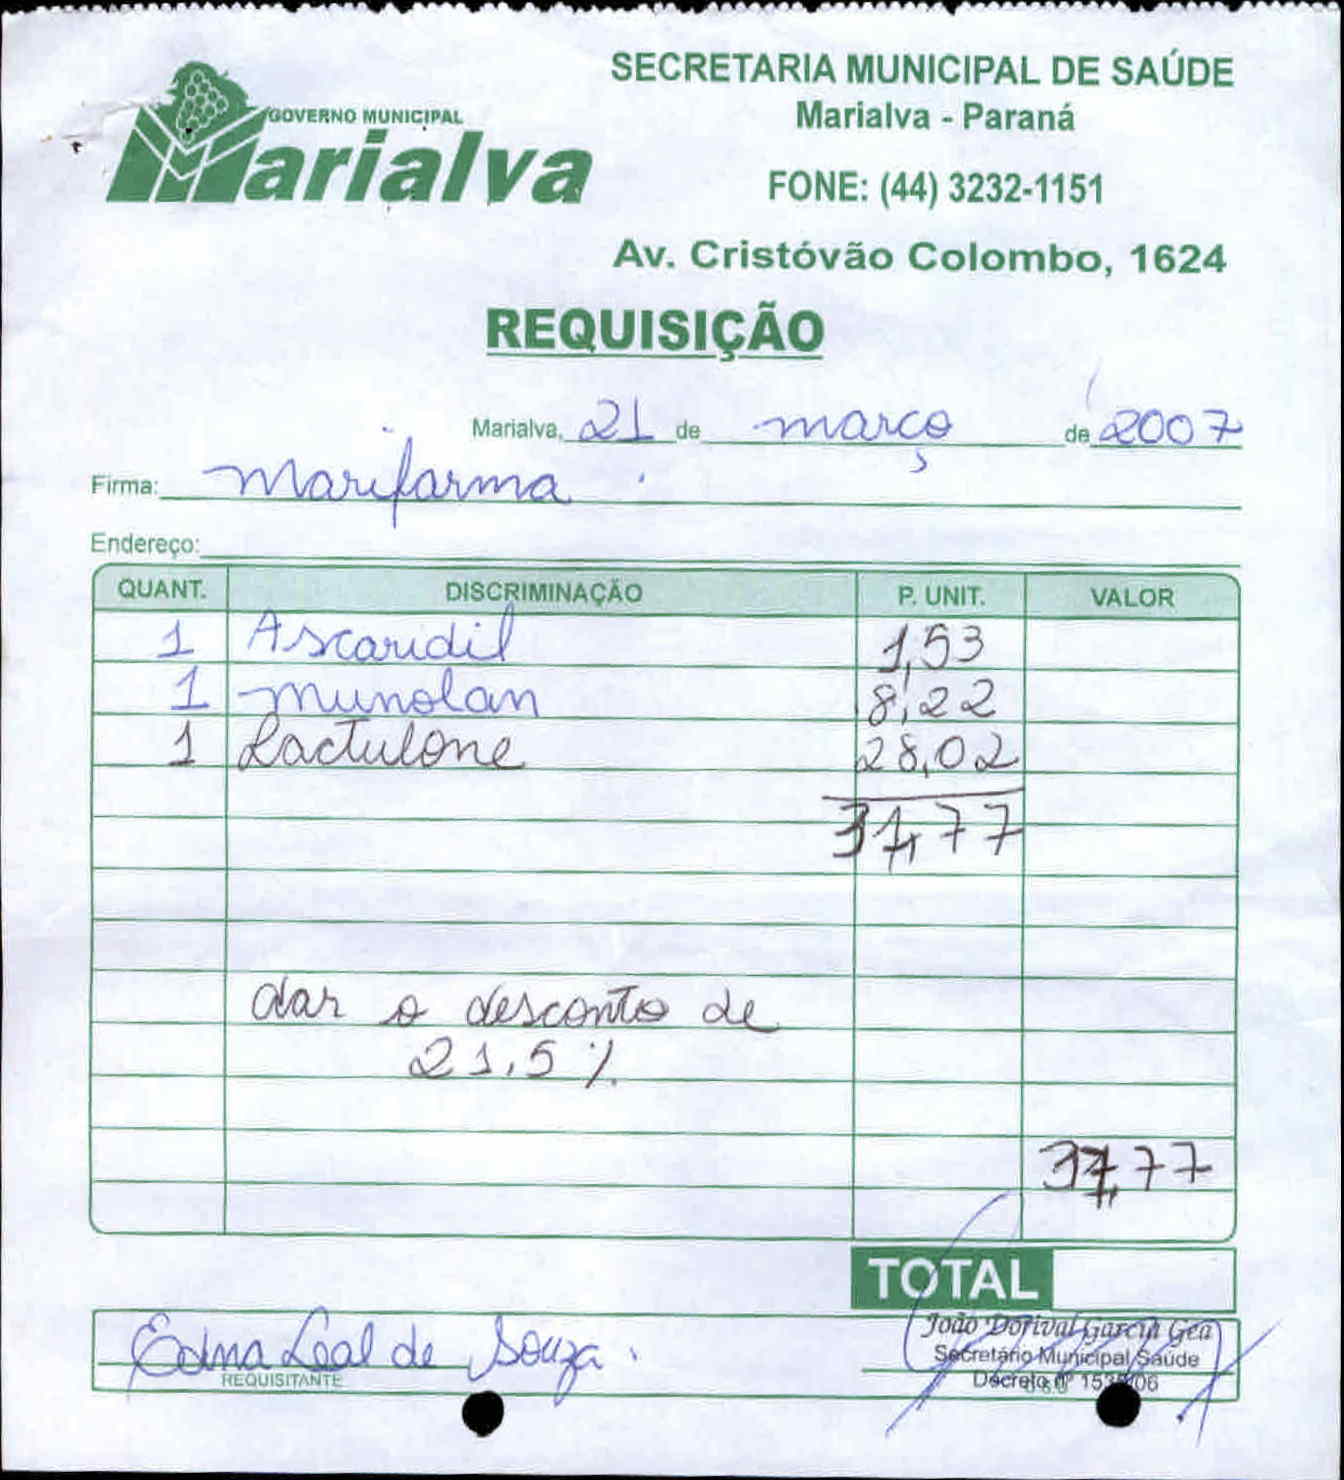 GOVERNO MUNICIPAL
Marialva
SECRETARIA MUNICIPAL DE SAÚDE
Marialva - Paraná
FONE: (44) 3232-1151
Av. Cristóvão Colombo, 1624
REQUISIÇÃO
Marialva, 21 de março de 2007
Firma: Marifarma
Endereço:
QUANT. DISCRIMINAÇÃO P. UNIT. VALOR
1 Ascaridil 1,53
1 Munolan 8,22
1 Lactulone 28,02
37,77
dar o desconto de
21,5 %
37,77
TOTAL
Edna Leal de Souza.
REQUISITANTE
João Dorival Garcia Gea
Secretário Municipal Saúde
Decreto nº